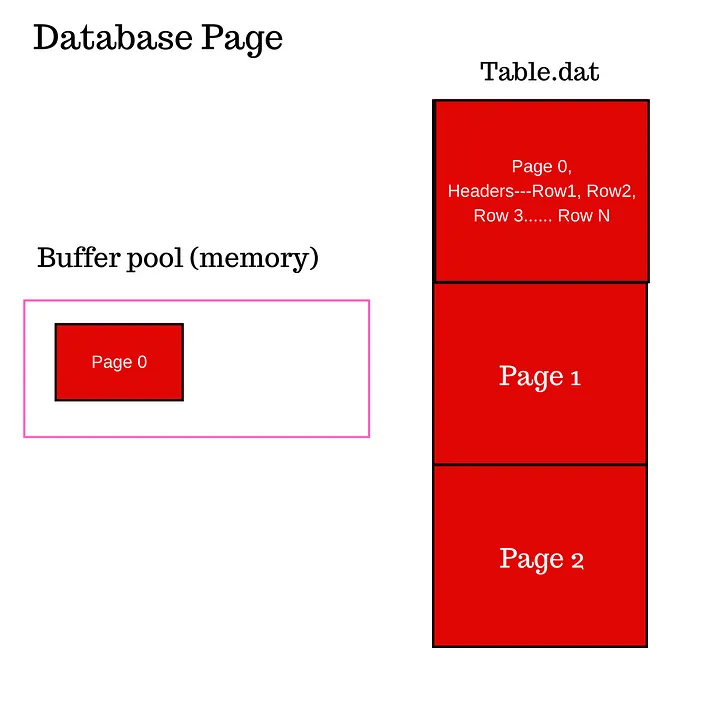 Database Page
Table.dat
Page 0,
Headers---Row1, Row2,
Row 3...... Row N
Buffer pool (memory)
Page 0
Page 1
Page 2